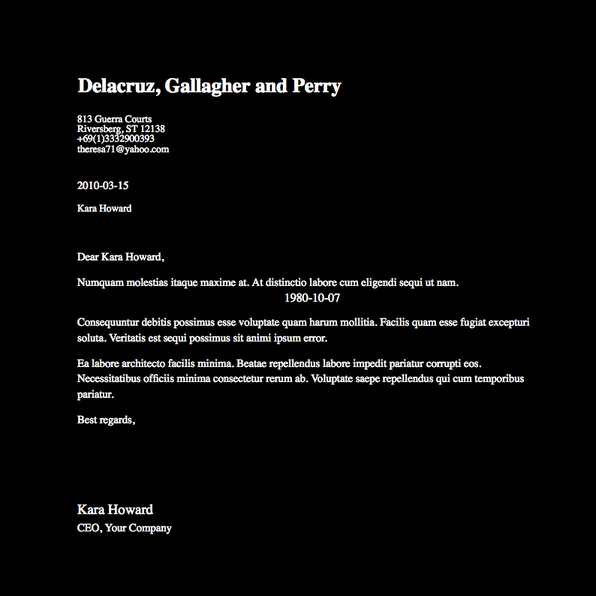 Delacruz, Gallagher and Perry
813 Guerra Courts
Riversberg, ST 12138
+69(1)3332900393
theresa71@yahoo.com
2010-03-15
Kara Howard
Dear Kara Howard,
Numquam molestias itaque maxime at. At distinctio labore cum eligendi sequi ut nam.
1980-10-07
Consequuntur debitis possimus esse voluptate quam harum mollitia. Facilis quam esse fugiat excepturi
soluta. Veritatis est sequi possimus sit animi ipsum error.
Ea labore architecto facilis minima. Beatae repellendus labore impedit pariatur corrupti eos.
Necessitatibus officiis minima consectetur rerum ab. Voluptate saepe repellendus qui cum temporibus
pariatur.
Best regards,
Kara Howard
CEO, Your Company